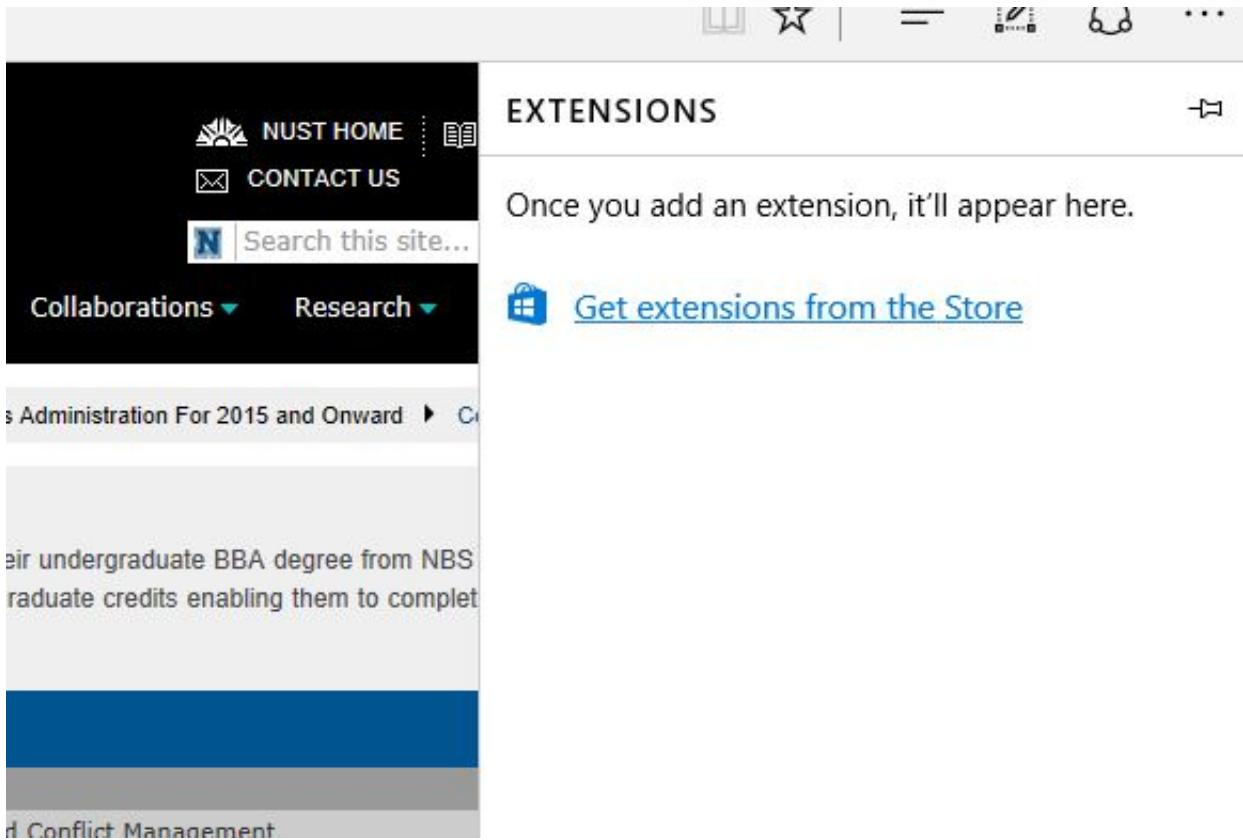 NUST HOME
CONTACT US
N Search this site...
Collaborations Research
Administration For 2015 and Onward
undergraduate BBA degree from NBS
credits enabling them to
Conflict Management
EXTENSIONS
Once you add an extension, it'll appear here.
Get extensions from the Store